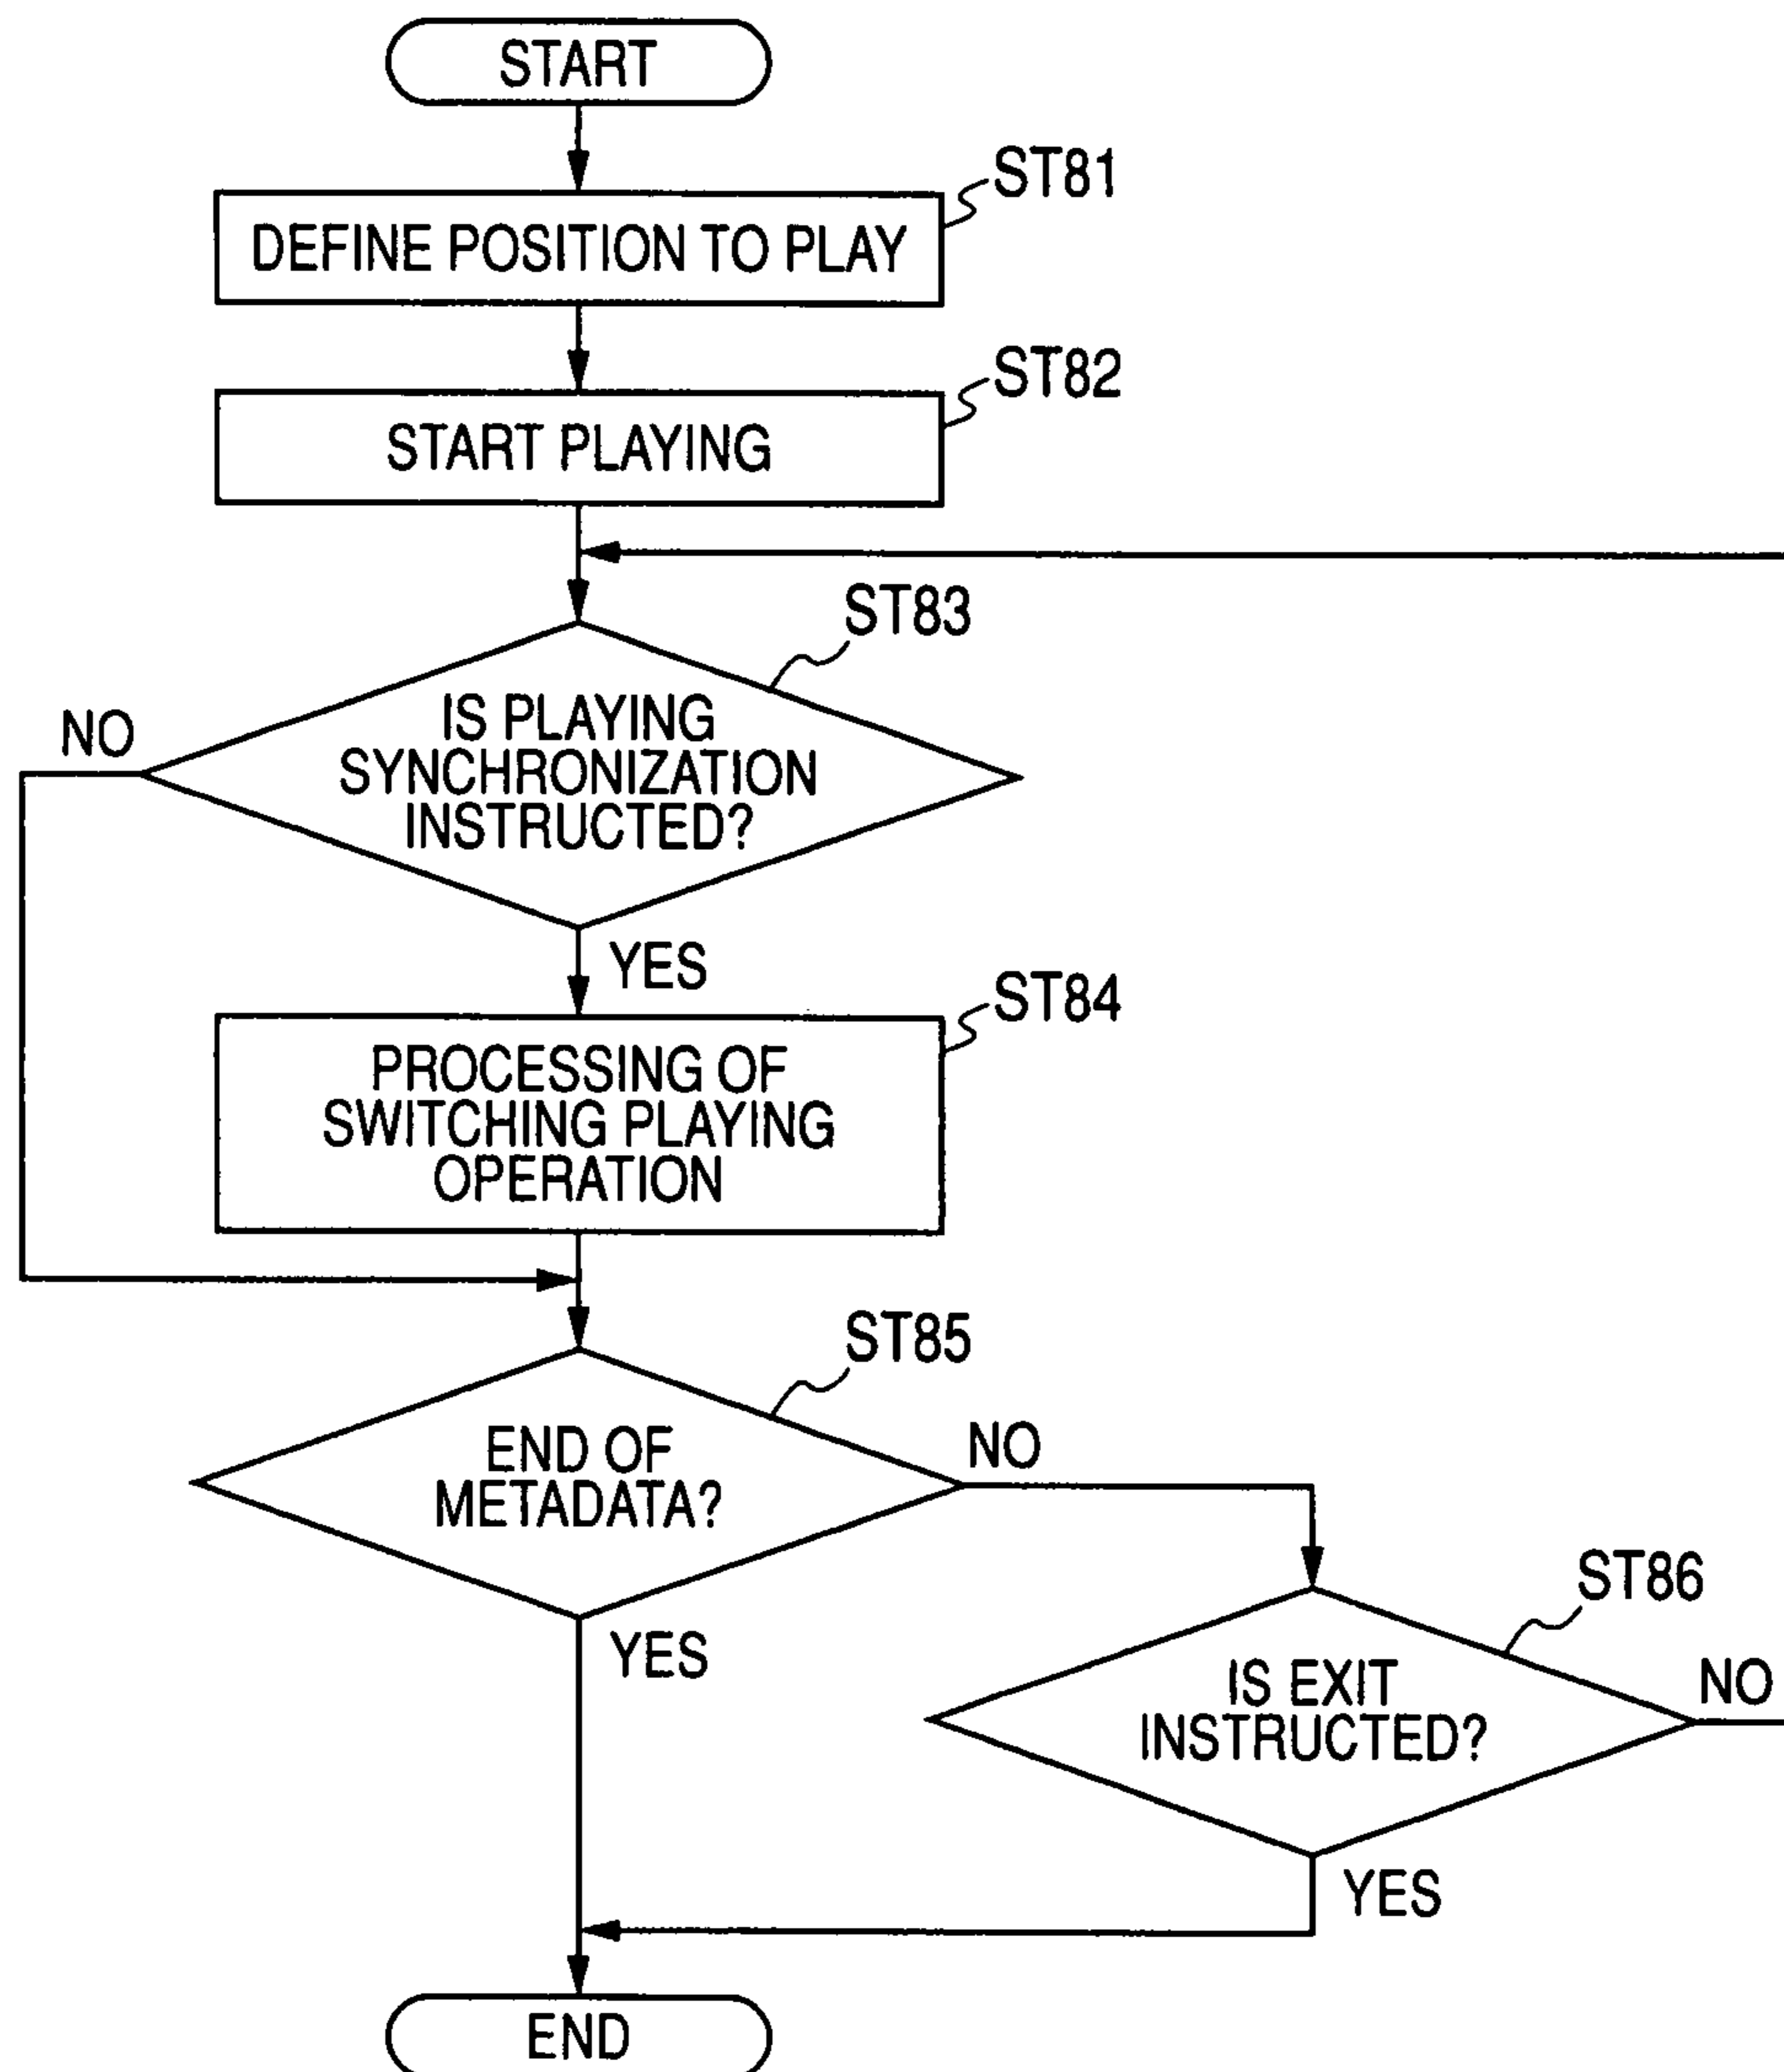 START
ST81
DEFINE POSITION TO PLAY
ST82
START PLAYING
ST83
NO
IS PLAYING
SYNCHRONIZATION
INSTRUCTED?
YES
ST84
PROCESSING OF
SWITCHING PLAYING
OPERATION
ST85
END OF
METADATA?
NO
ST86
YES
IS EXIT
INSTRUCTED?
NO
YES
END